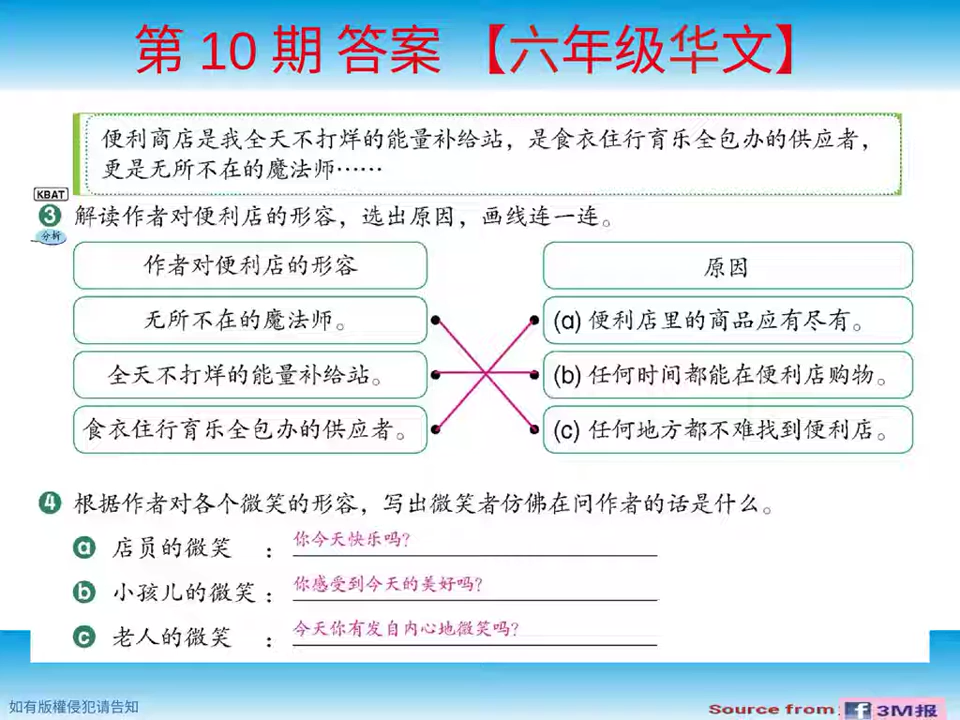 第 10 期 答案 【六年级华文】
便利商店是我全天不打烊的能量补给站，是食衣住行育乐全包办的供应者，
更是无所不在的魔法师……
KBAT
3 解读作者对便利店的形容，选出原因，画线连一连。
分析
作者对便利店的形容 原因
无所不在的魔法师。 (a) 便利店里的商品应有尽有。
全天不打烊的能量补给站。 (b) 任何时间都能在便利店购物。
食衣住行育乐全包办的供应者。 (c) 任何地方都不难找到便利店。
4 根据作者对各个微笑的形容，写出微笑者仿佛在问作者的话是什么。
a 店员的微笑 ： 你今天快乐吗?
b 小孩儿的微笑 ： 你感受到今天的美好吗?
c 老人的微笑 ： 今天你有发自内心地微笑吗?
如有版權侵犯请告知
Source from: f 3M报